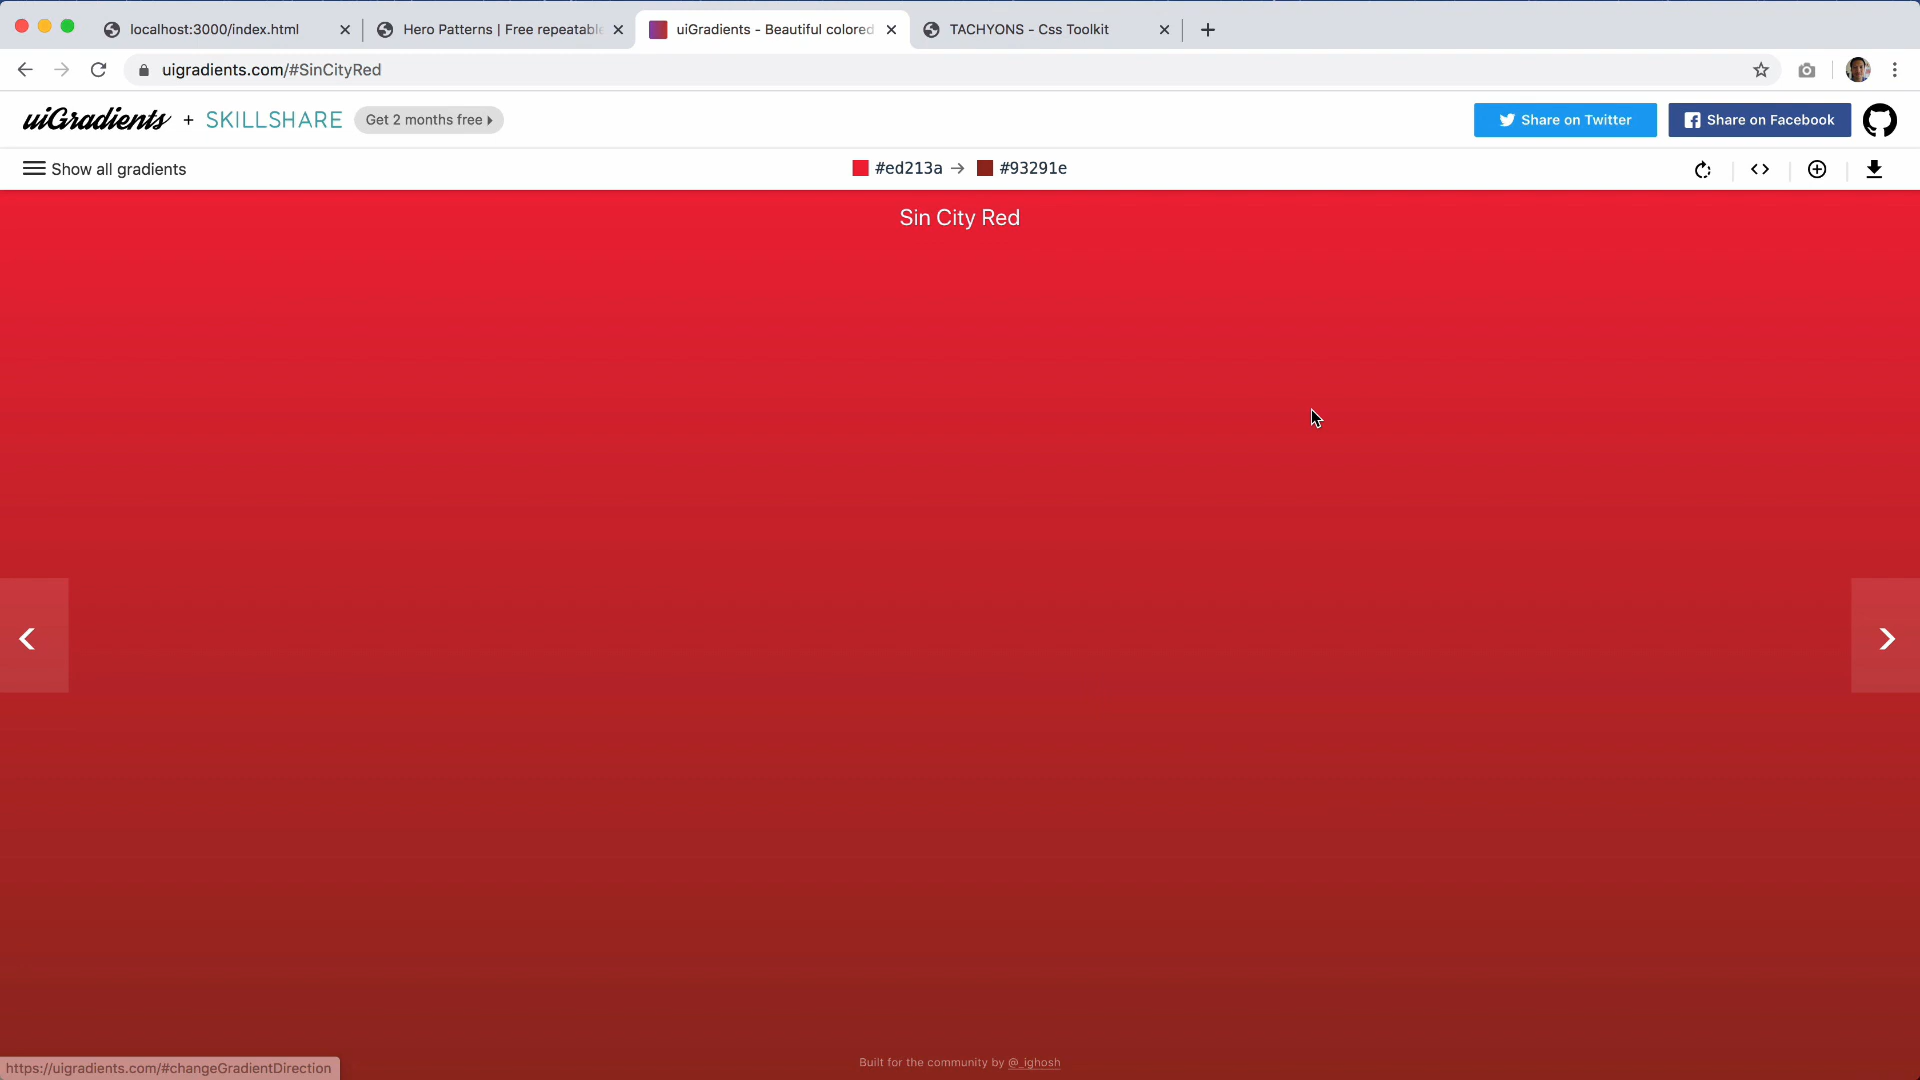 localhost:3000/index.html
Hero Patterns | Free repeatable
uiGradients - Beautiful colored
TACHYONS - Css Toolkit
uigradients.com/#SinCityRed
uiGradients + SKILLSHARE Get 2 months free
Share on Twitter
Share on Facebook
Show all gradients
#ed213a → #93291e
Sin City Red
Built for the community by @_ighosh
https://uigradients.com/#changeGradientDirection